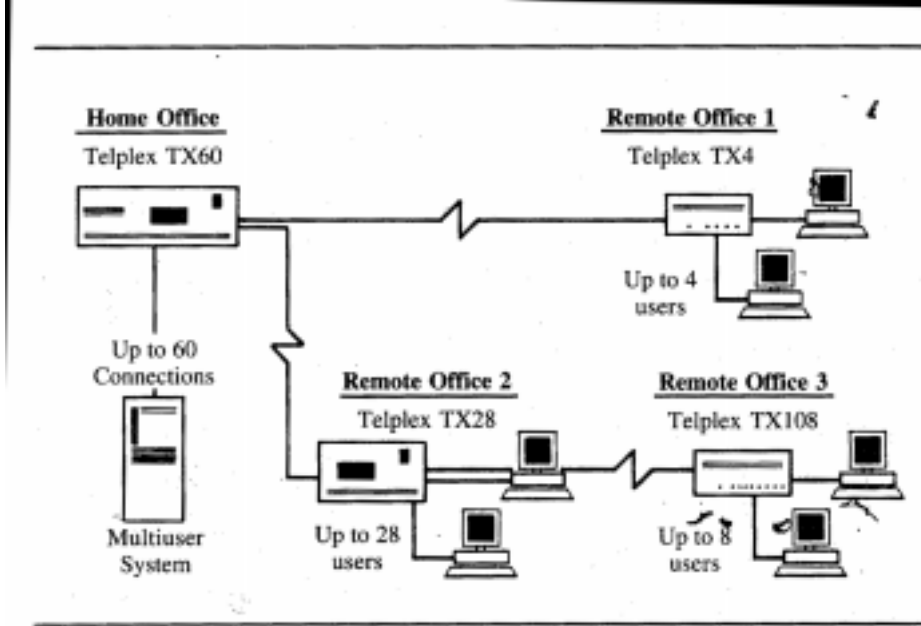 Home Office
Telplex TX60
Remote Office 1
Telplex TX4
Up to 4
users
Up to 60
Connections
Remote Office 2
Telplex TX28
Remote Office 3
Telplex TX108
Up to 28
users
Up to 8
users
Multiuser
System